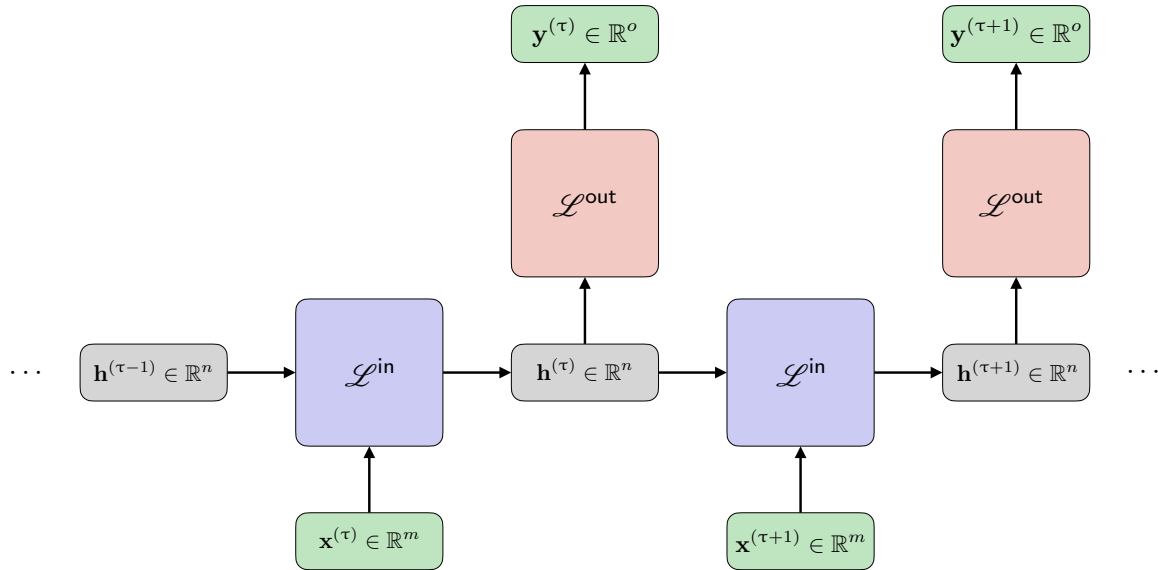 𝐲^(τ) ∈ ℝ^o
𝐲^(τ+1) ∈ ℝ^o
ℒ^out
ℒ^out
⋯
𝐡^(τ−1) ∈ ℝ^n
ℒ^in
𝐡^(τ) ∈ ℝ^n
ℒ^in
𝐡^(τ+1) ∈ ℝ^n
⋯
𝐱^(τ) ∈ ℝ^m
𝐱^(τ+1) ∈ ℝ^m